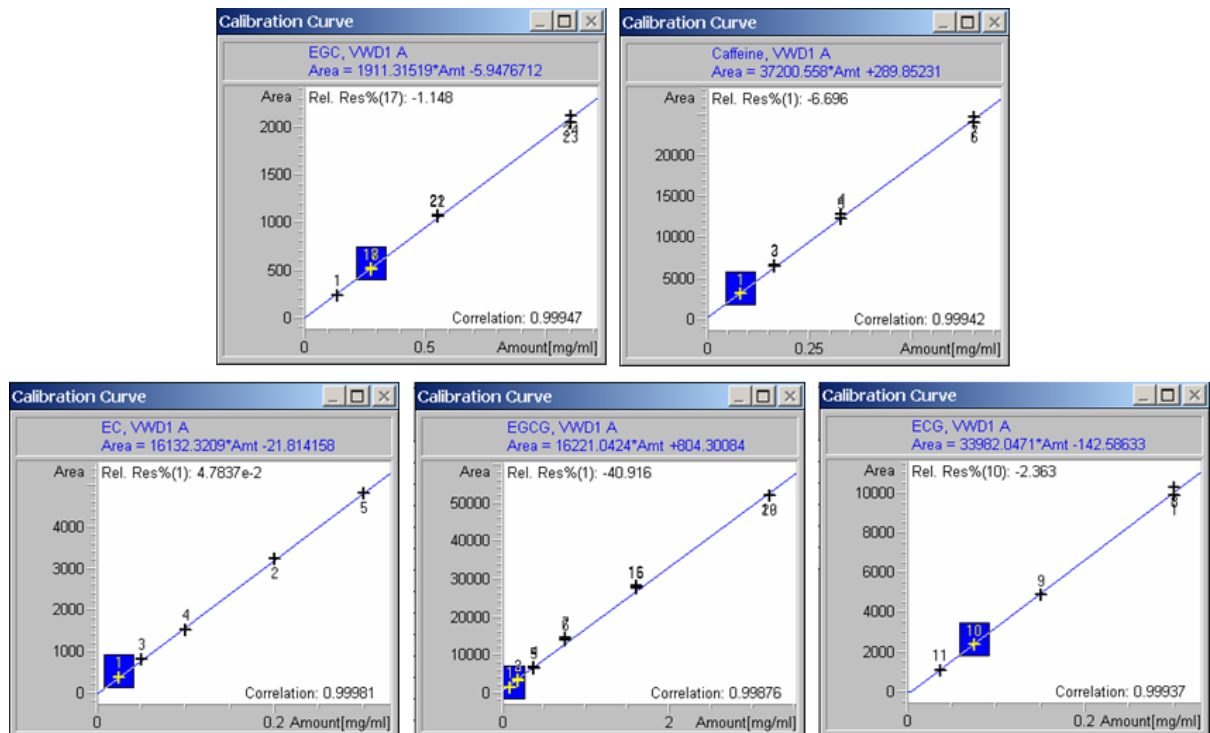 Calibration Curve
EGC, VWD1 A
Area = 1911.31519*Amt -5.9476712
Area
Rel. Res%(17): -1.148
2000
1500
1000
500
0
23
22
18
1
Correlation: 0.99947
0
0.5
Amount[mg/ml]
Calibration Curve
Caffeine, VWD1 A
Area = 37200.558*Amt +289.85231
Area
Rel. Res%(1): -6.696
20000
15000
10000
5000
0
6
4
3
1
Correlation: 0.99942
0
0.25
Amount[mg/ml]
Calibration Curve
EC, VWD1 A
Area = 16132.3209*Amt -21.814158
Area
Rel. Res%(1): 4.7837e-2
4000
3000
2000
1000
0
5
2
4
3
1
Correlation: 0.99981
0
0.2
Amount[mg/ml]
Calibration Curve
EGCG, VWD1 A
Area = 16221.0424*Amt +804.30084
Area
Rel. Res%(1): -40.916
50000
40000
30000
20000
10000
0
Correlation: 0.99876
0
2
Amount[mg/ml]
Calibration Curve
ECG, VWD1 A
Area = 33982.0471*Amt -142.58633
Area
Rel. Res%(10): -2.363
10000
8000
6000
4000
2000
0
9
10
11
Correlation: 0.99937
0
0.2
Amount[mg/ml]